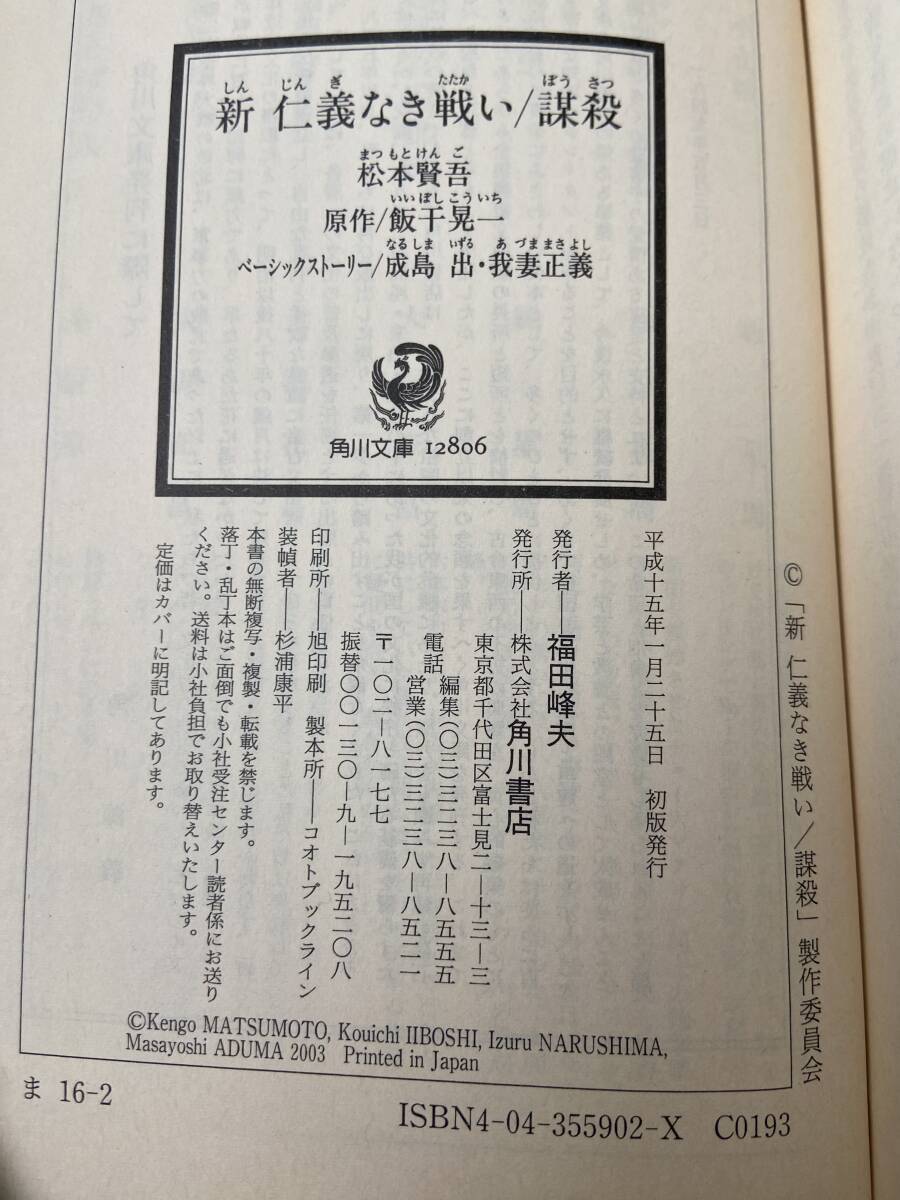 しん じん ぎ たたか ぼう さつ
新 仁義なき戦い/謀殺
まつ もと けん ご
松本賢吾
いい ぼし こう いち
原作/飯干晃一
なる しま いずる あ づま まさ よし
ベーシックストーリー/成島 出・我妻正義
角川文庫 12806
平成十五年一月二十五日 初版発行
発行者――福田峰夫
発行所――株式会社角川書店
東京都千代田区富士見二―十三―三
電話 編集(〇三)三二三八―八五五五
営業(〇三)三二三八―八五二一
〒一〇二―八一七七
振替〇〇一三〇―九―一九五二〇八
印刷所――旭印刷 製本所――コオトブックライン
装幀者――杉浦康平
本書の無断複写・複製・転載を禁じます。
落丁・乱丁本はご面倒でも小社受注センター読者係にお送り
ください。送料は小社負担でお取り替えいたします。
定価はカバーに明記してあります。
©「新 仁義なき戦い/謀殺」製作委員会
©Kengo MATSUMOTO, Kouichi IIBOSHI, Izuru NARUSHIMA,
Masayoshi ADUMA 2003 Printed in Japan
ま 16-2
ISBN4-04-355902-X C0193